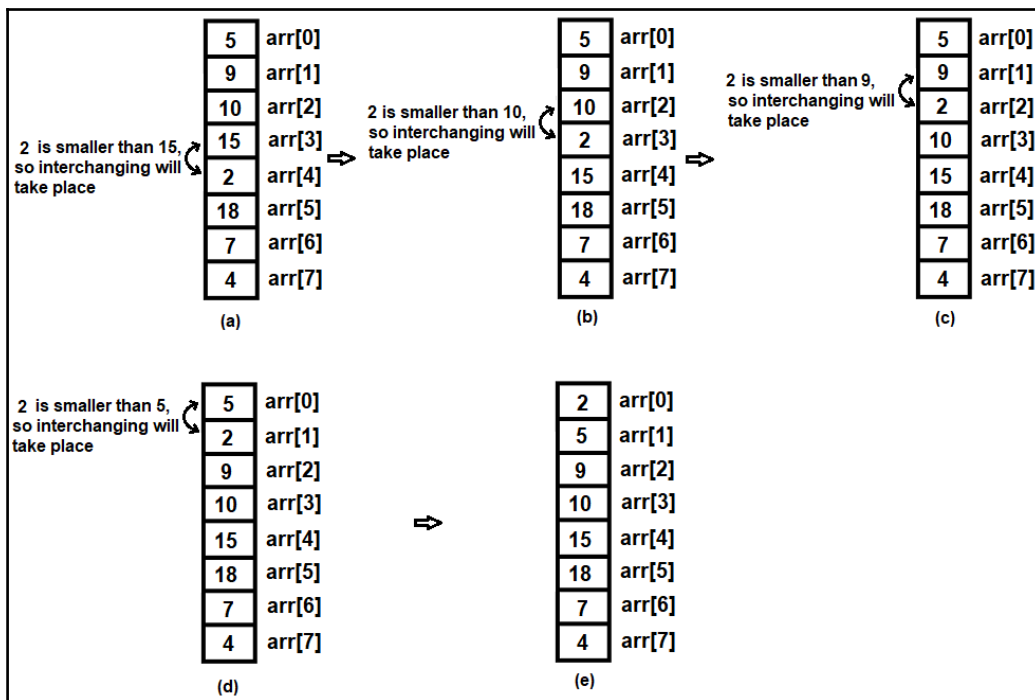 5 arr[0]
9 arr[1]
10 arr[2]
2 is smaller than 15,
so interchanging will
take place
15 arr[3]
2 arr[4]
18 arr[5]
7 arr[6]
4 arr[7]
(a)
5 arr[0]
9 arr[1]
2 is smaller than 10,
so interchanging will
take place
10 arr[2]
2 arr[3]
15 arr[4]
18 arr[5]
7 arr[6]
4 arr[7]
(b)
5 arr[0]
2 is smaller than 9,
so interchanging will
take place
9 arr[1]
2 arr[2]
10 arr[3]
15 arr[4]
18 arr[5]
7 arr[6]
4 arr[7]
(c)
2 is smaller than 5,
so interchanging will
take place
5 arr[0]
2 arr[1]
9 arr[2]
10 arr[3]
15 arr[4]
18 arr[5]
7 arr[6]
4 arr[7]
(d)
2 arr[0]
5 arr[1]
9 arr[2]
10 arr[3]
15 arr[4]
18 arr[5]
7 arr[6]
4 arr[7]
(e)